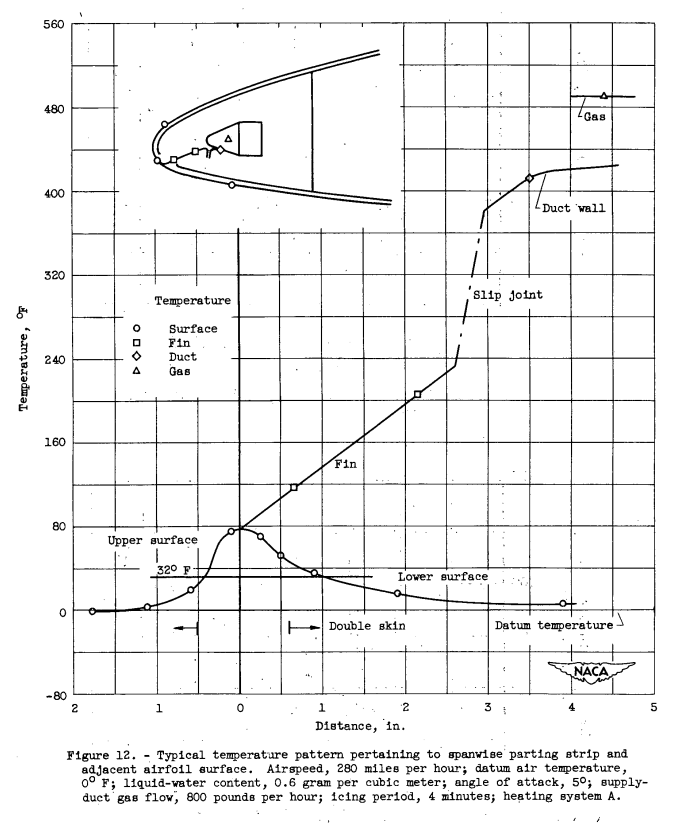 560
480
400
320
240
160
80
0
-80
Temperature, °F
Gas
Duct wall
Slip joint
Temperature
Surface
Fin
Duct
Gas
Fin
Upper surface
32° F
Lower surface
Double skin
Datum temperature
NACA
2 1 0 1 2 3 4 5
Distance, in.
Figure 12. - Typical temperature pattern pertaining to spanwise parting strip and
adjacent airfoil surface. Airspeed, 280 miles per hour; datum air temperature,
0° F; liquid-water content, 0.6 gram per cubic meter; angle of attack, 5°; supply-
duct gas flow, 800 pounds per hour; icing period, 4 minutes; heating system A.